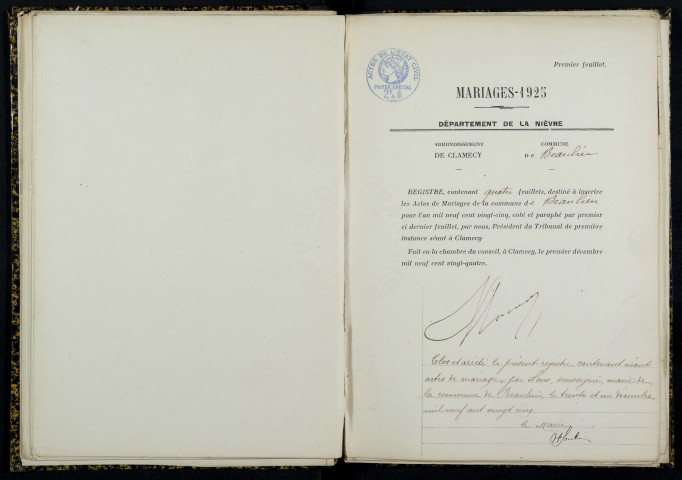 Premier feuillet.
ACTES DE L'ETAT CIVIL
PAPIER SPECIAL
MARIAGES-1925
DÉPARTEMENT DE LA NIÈVRE
ARRONDISSEMENT
DE CLAMECY
COMMUNE
De Beaulieu
REGISTRE, contenant quatre feuillets, destiné à inscrire
les Actes de Mariages de la commune de Beaulieu
pour l'an mil neuf cent vingt-cinq, coté et paraphé par premier
et dernier feuillet, par nous, Président du Tribunal de première
instance séant à Clamecy.
Fait en la chambre du conseil, à Clamecy, le premier décembre
mil neuf cent vingt-quatre.
Clos et arrêté le présent registre contenant
actes de mariage, par Nous, soussigné, maire de
la commune de Beaulieu le trente et un décembre
mil neuf cent vingt cinq
Le Maire,